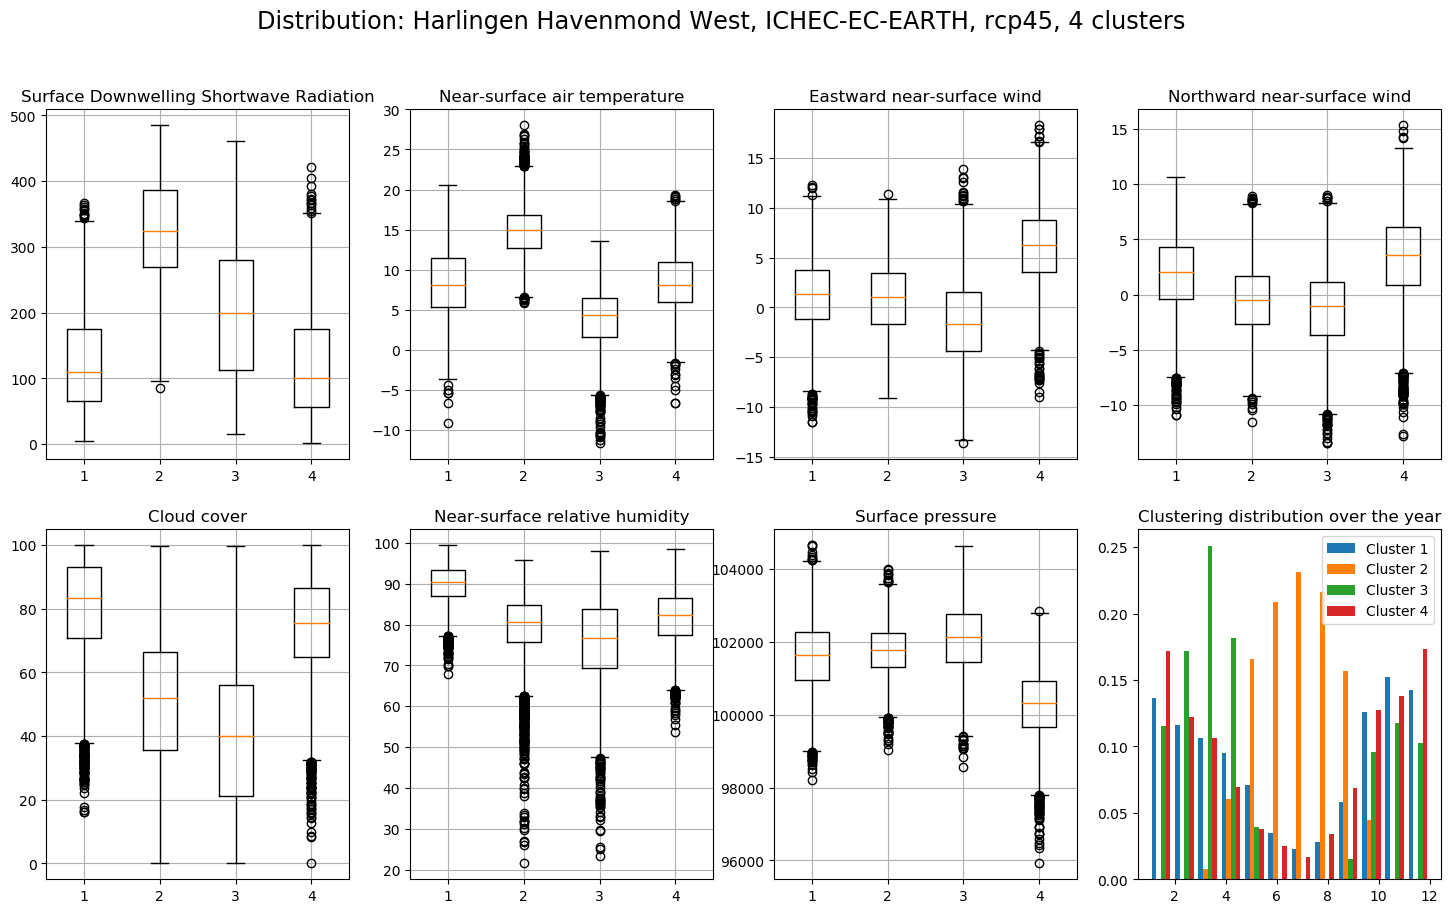 Distribution: Harlingen Havenmond West, ICHEC-EC-EARTH, rcp45, 4 clusters
Surface Downwelling Shortwave Radiation
500
400
300
200
100
0
1 2 3 4
Near-surface air temperature
30
25
20
15
10
5
0
−5
−10
1 2 3 4
Eastward near-surface wind
15
10
5
0
−5
−10
−15
1 2 3 4
Northward near-surface wind
15
10
5
0
−5
−10
1 2 3 4
Cloud cover
100
80
60
40
20
0
1 2 3 4
Near-surface relative humidity
100
90
80
70
60
50
40
30
20
1 2 3 4
Surface pressure
104000
102000
100000
98000
96000
1 2 3 4
Clustering distribution over the year
Cluster 1
Cluster 2
Cluster 3
Cluster 4
0.25
0.20
0.15
0.10
0.05
0.00
2 4 6 8 10 12